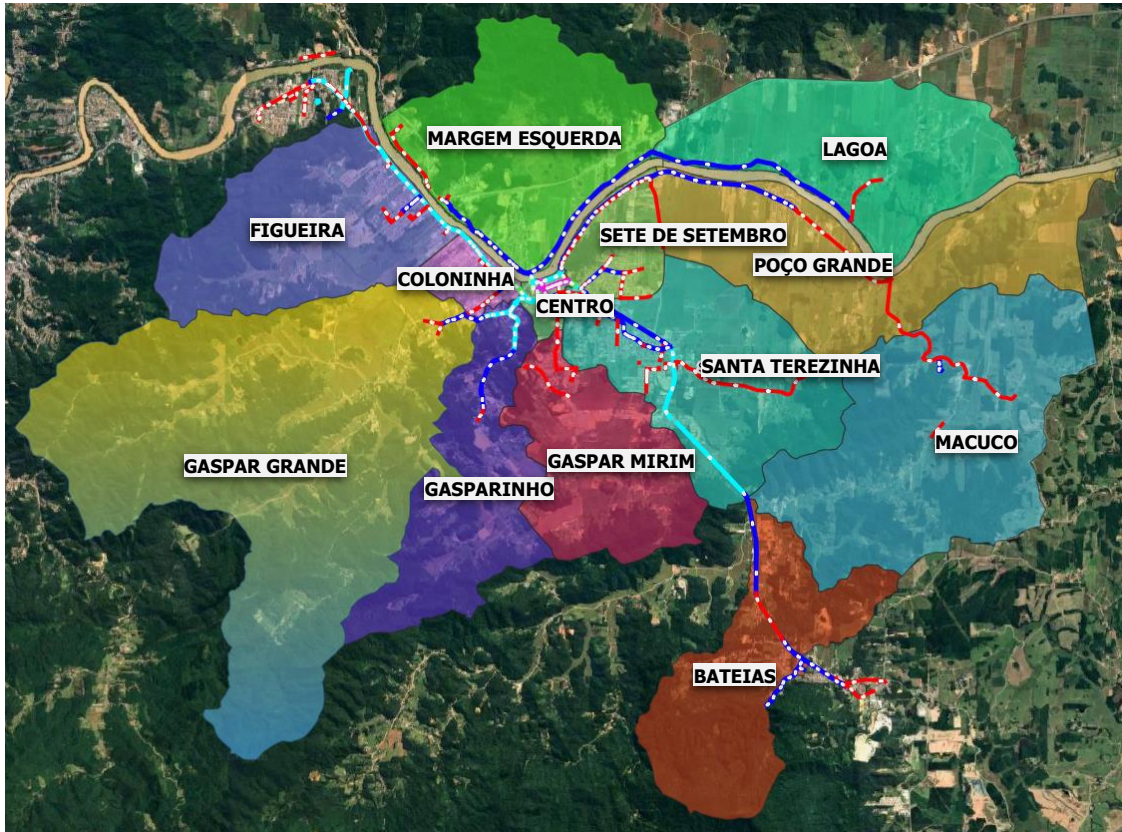 MARGEM ESQUERDA
LAGOA
FIGUEIRA
SETE DE SETEMBRO
POÇO GRANDE
COLONINHA
CENTRO
SANTA TEREZINHA
MACUCO
GASPAR GRANDE
GASPAR MIRIM
GASPARINHO
BATEIAS